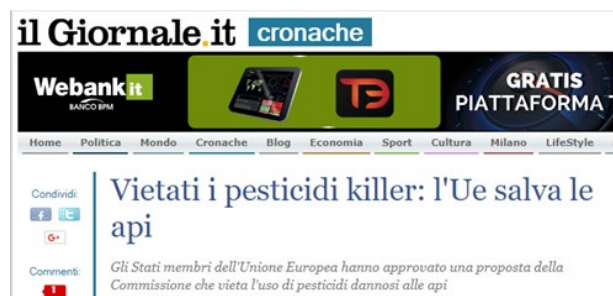 il Giornale.it cronache
Webank.it
BANCO BPM
GRATIS
PIATTAFORMA
Home Politica Mondo Cronache Blog Economia Sport Cultura Milano LifeStyle
Condividi:
G+
Vietati i pesticidi killer: l'Ue salva le
api
Commenti:
1
Gli Stati membri dell'Unione Europea hanno approvato una proposta della
Commissione che vieta l'uso di pesticidi dannosi alle api